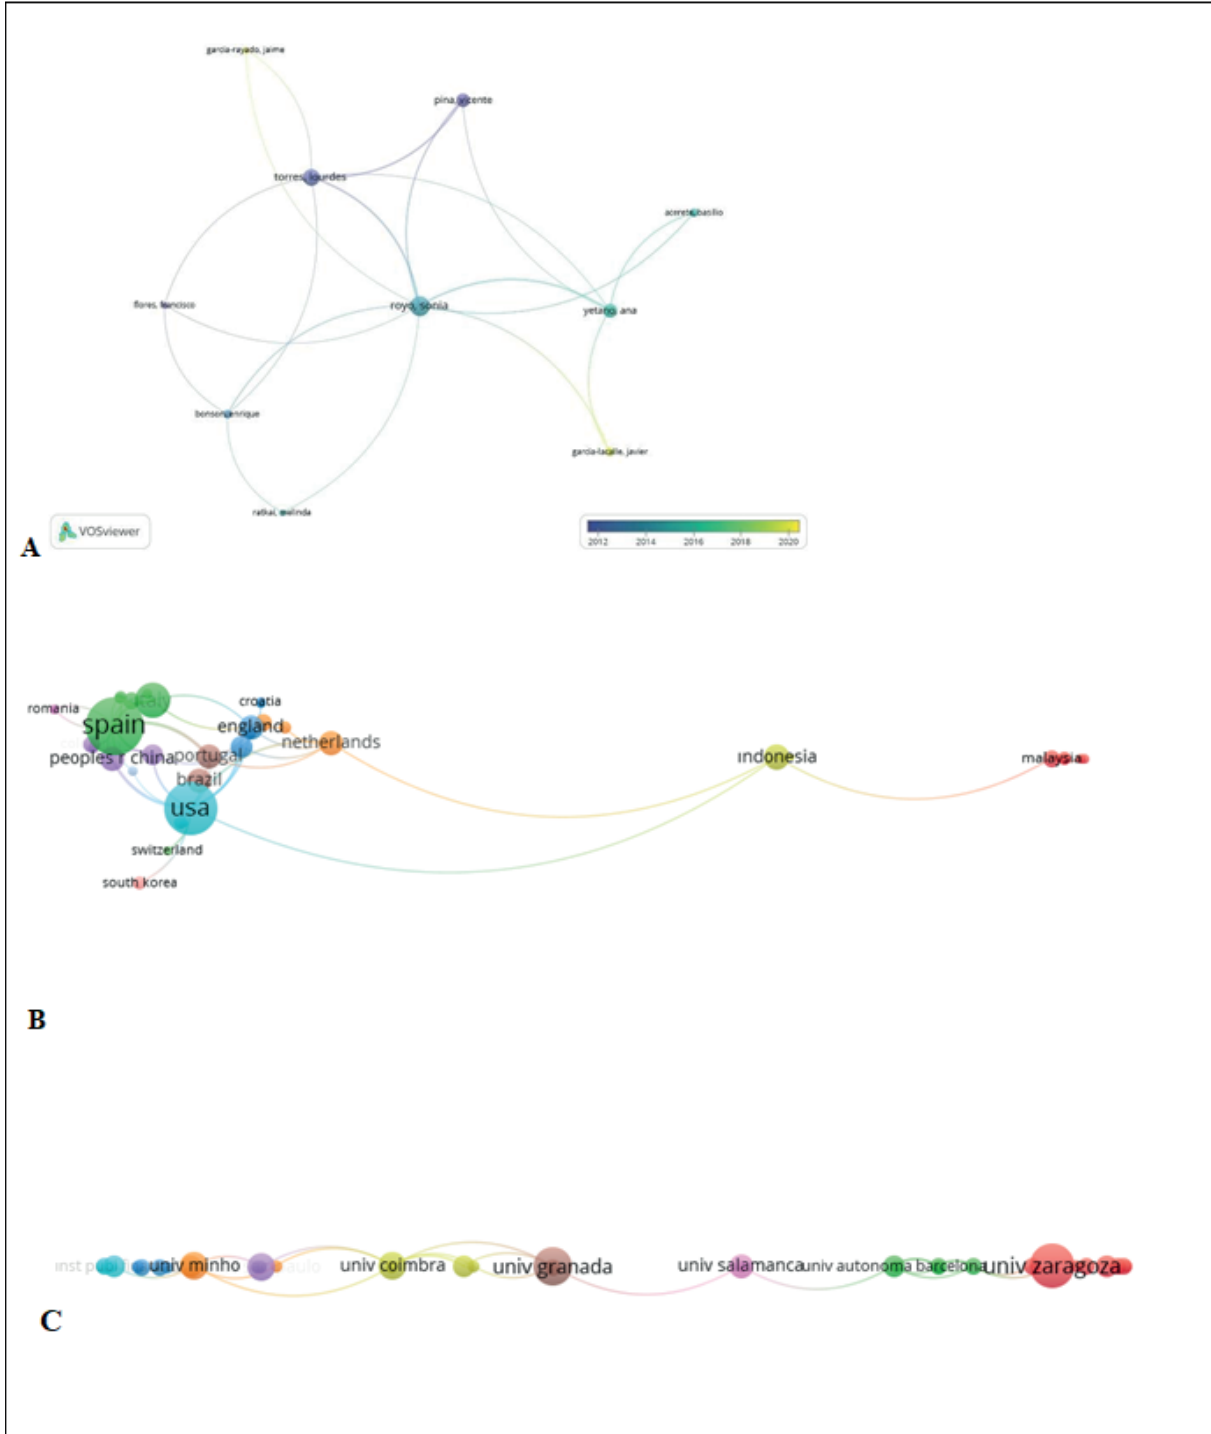 garcia-rayado, jaime
pina, vicente
torres, lourdes
acerete, basilio
flores, francisco
royo, sonia
yetano, ana
bonson, enrique
garcia-lacalle, javier
ratkai, melinda
VOSviewer
2012 2014 2016 2018 2020
A
romania
italy
croatia
spain
england
netherlands
peoples r china
portugal
brazil
indonesia
malaysia
usa
switzerland
south korea
B
univ minho
univ coimbra
univ granada
univ salamanca
univ autonoma barcelona
univ zaragoza
C